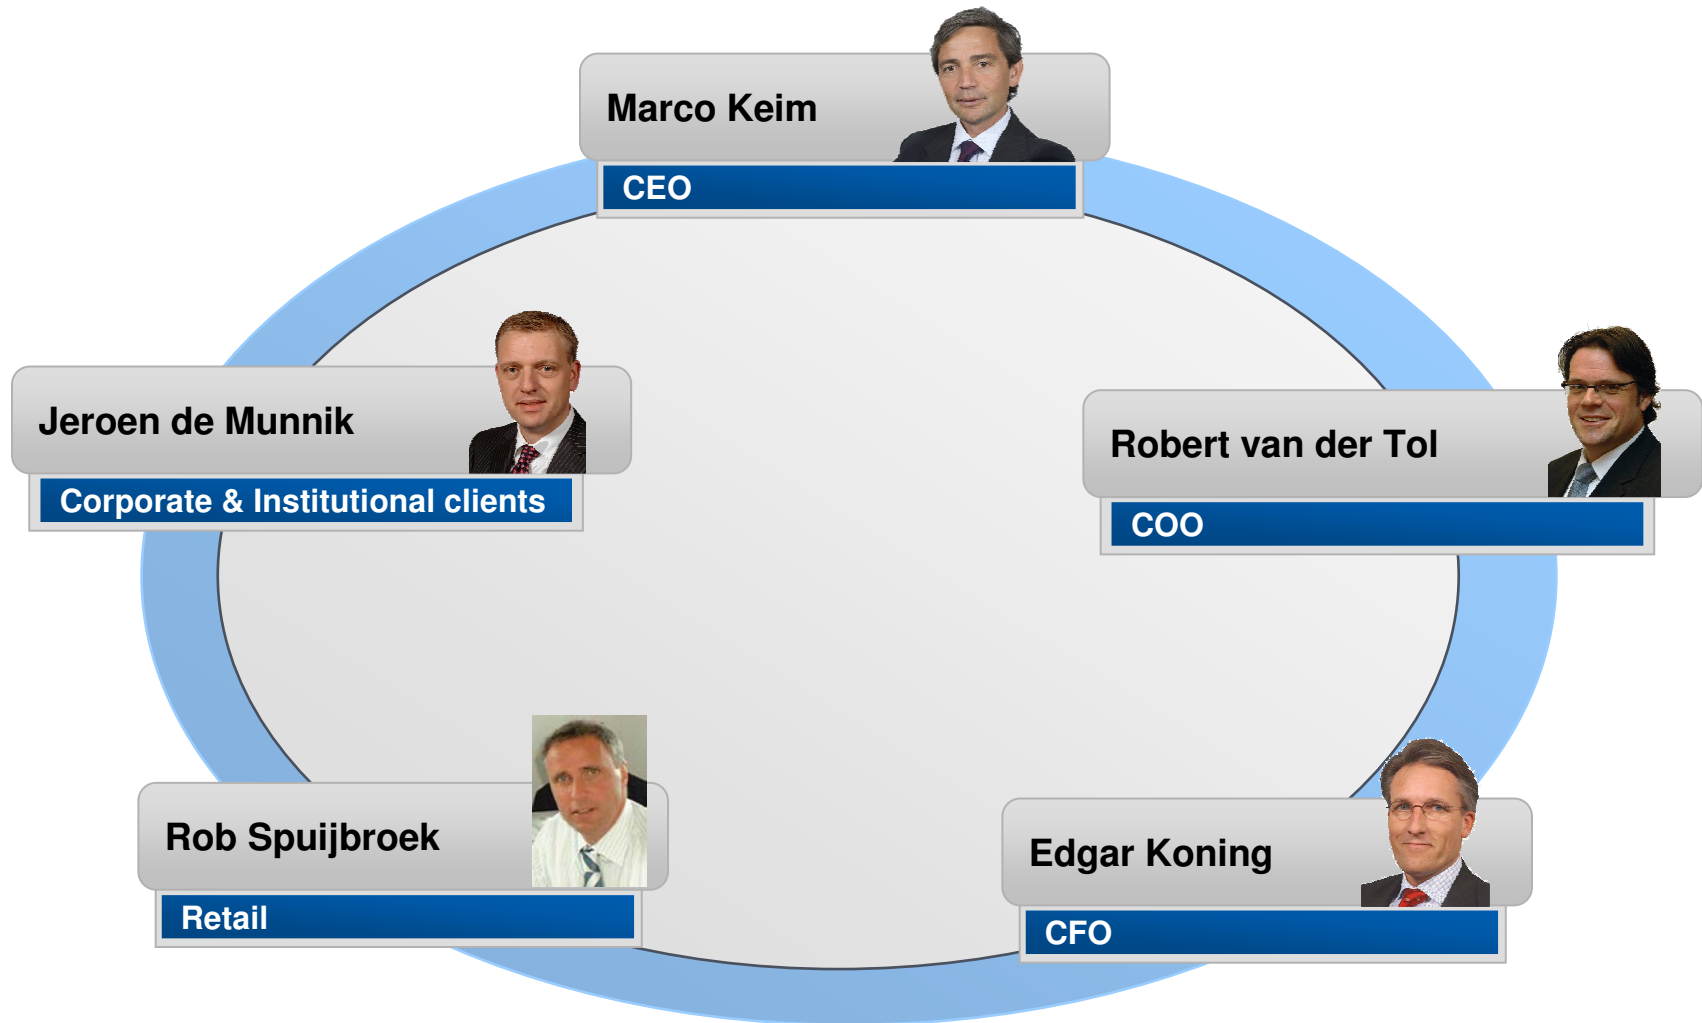 Marco Keim
CEO
Jeroen de Munnik
Corporate & Institutional clients
Robert van der Tol
COO
Rob Spuijbroek
Retail
Edgar Koning
CFO